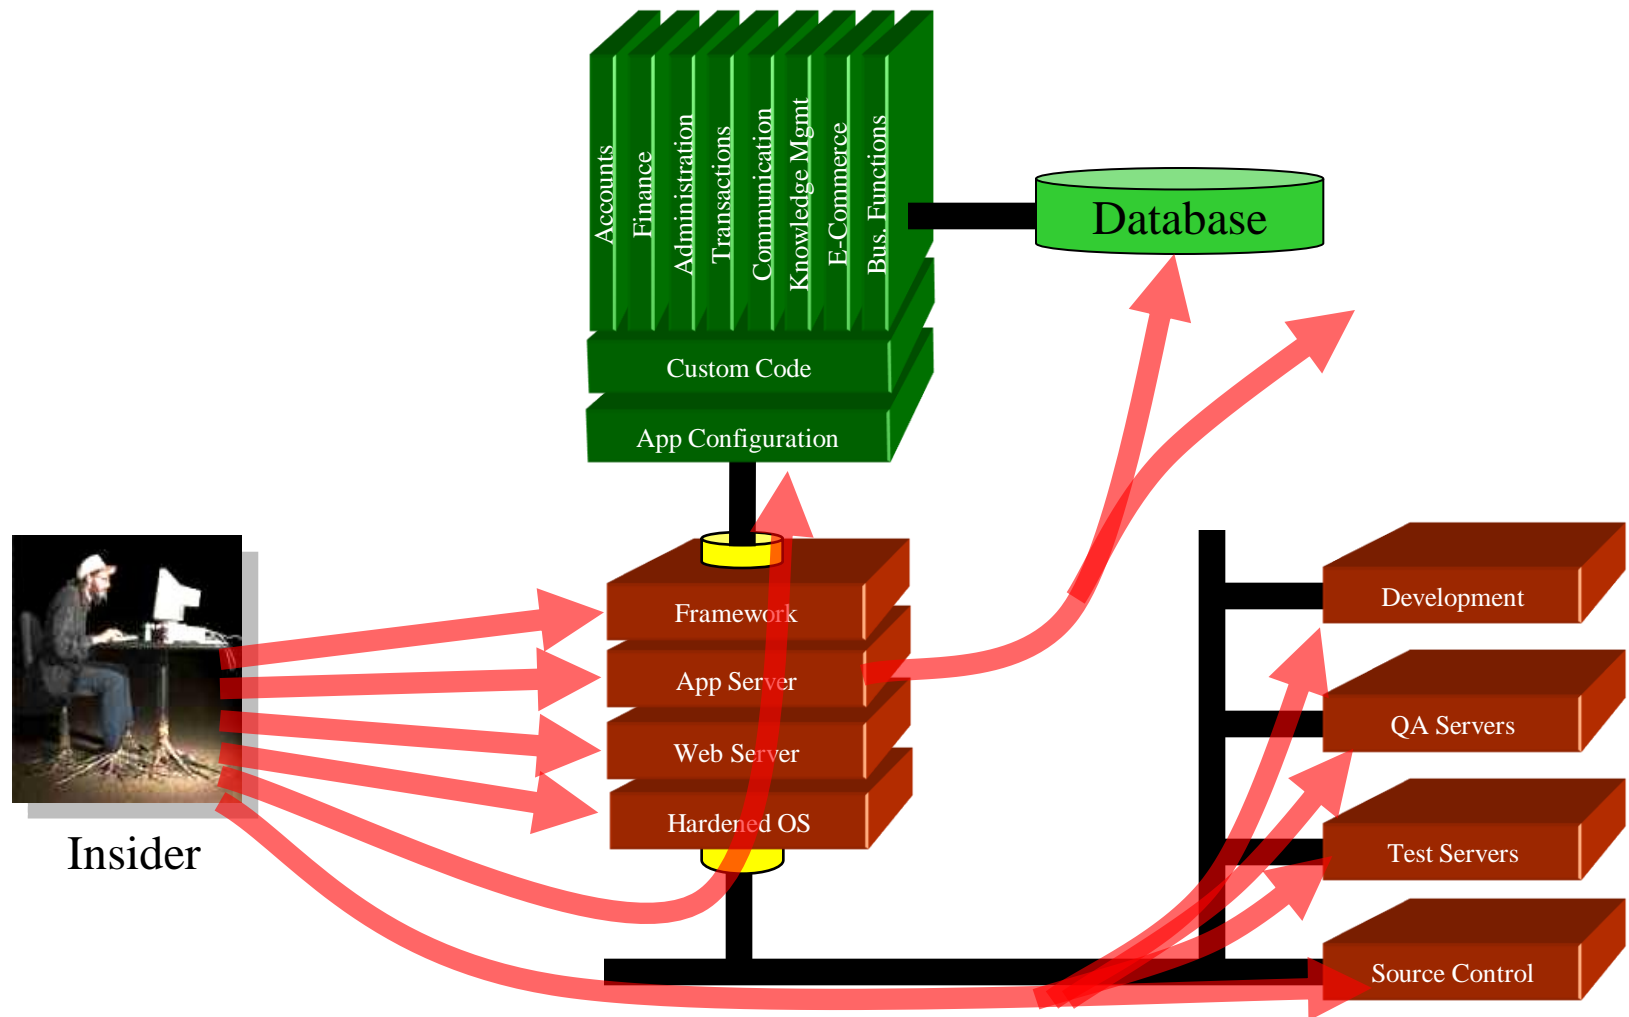 Accounts
Finance
Administration
Transactions
Communication
Knowledge Mgmt
E-Commerce
Bus. Functions
Database
Custom Code
App Configuration
Framework
App Server
Web Server
Hardened OS
Insider
Development
QA Servers
Test Servers
Source Control